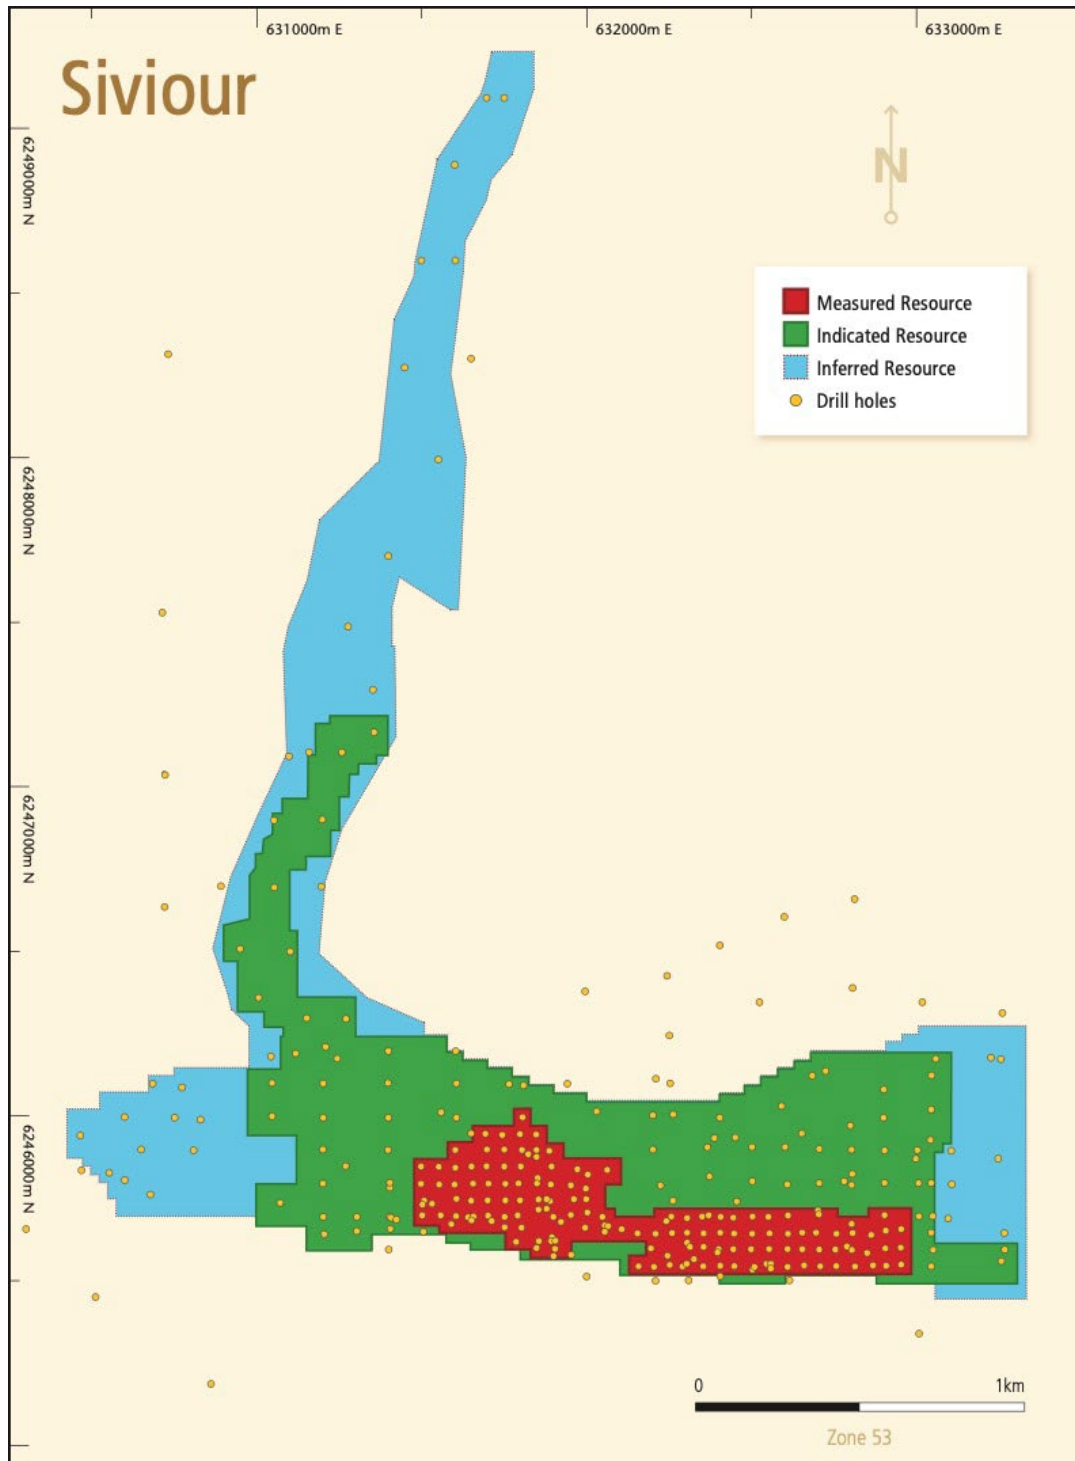 631000m E
632000m E
633000m E
Siviour
6249000m N
N
Measured Resource
Indicated Resource
Inferred Resource
Drill holes
6248000m N
6247000m N
6246000m N
0
1km
Zone 53